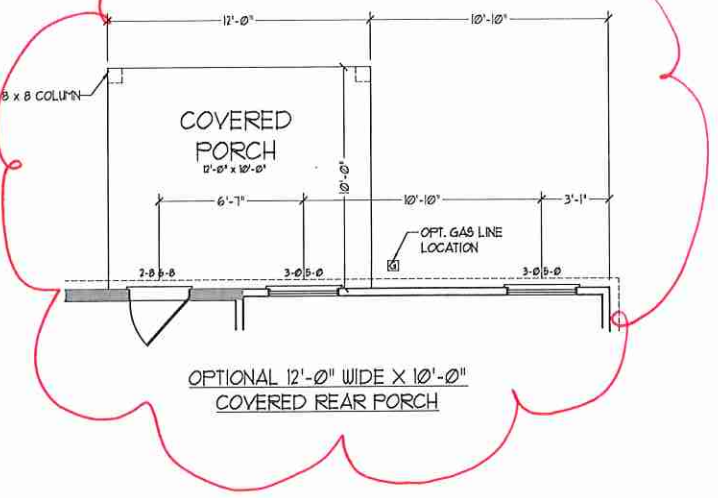 12'-0" 10'-10"
8 x 8 COLUMN
COVERED
PORCH
12'-0" x 10'-0"
10'-0"
6'-7" 10'-10" 3'-1"
OPT. GAS LINE
LOCATION
G
2-8 6-8 3-0 5-0 3-0 5-0
OPTIONAL 12'-0" WIDE X 10'-0"
COVERED REAR PORCH